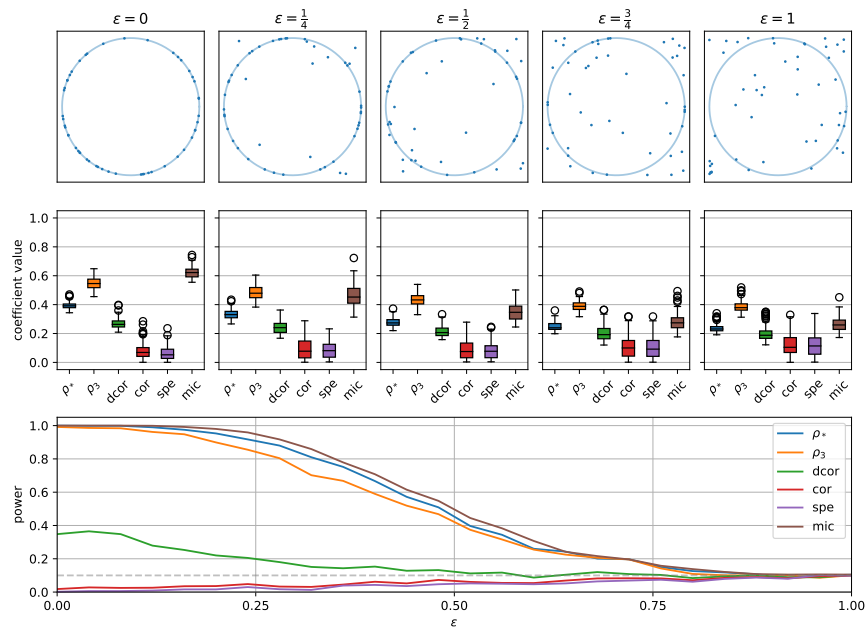 ε = 0 ε = 1/4 ε = 1/2 ε = 3/4 ε = 1
coefficient value
1.0
0.8
0.6
0.4
0.2
0.0
ρ* ρ3 dcor cor spe mic ρ* ρ3 dcor cor spe mic ρ* ρ3 dcor cor spe mic ρ* ρ3 dcor cor spe mic ρ* ρ3 dcor cor spe mic
power
1.0
0.8
0.6
0.4
0.2
0.0
ρ*
ρ3
dcor
cor
spe
mic
0.00 0.25 0.50 0.75 1.00
ε